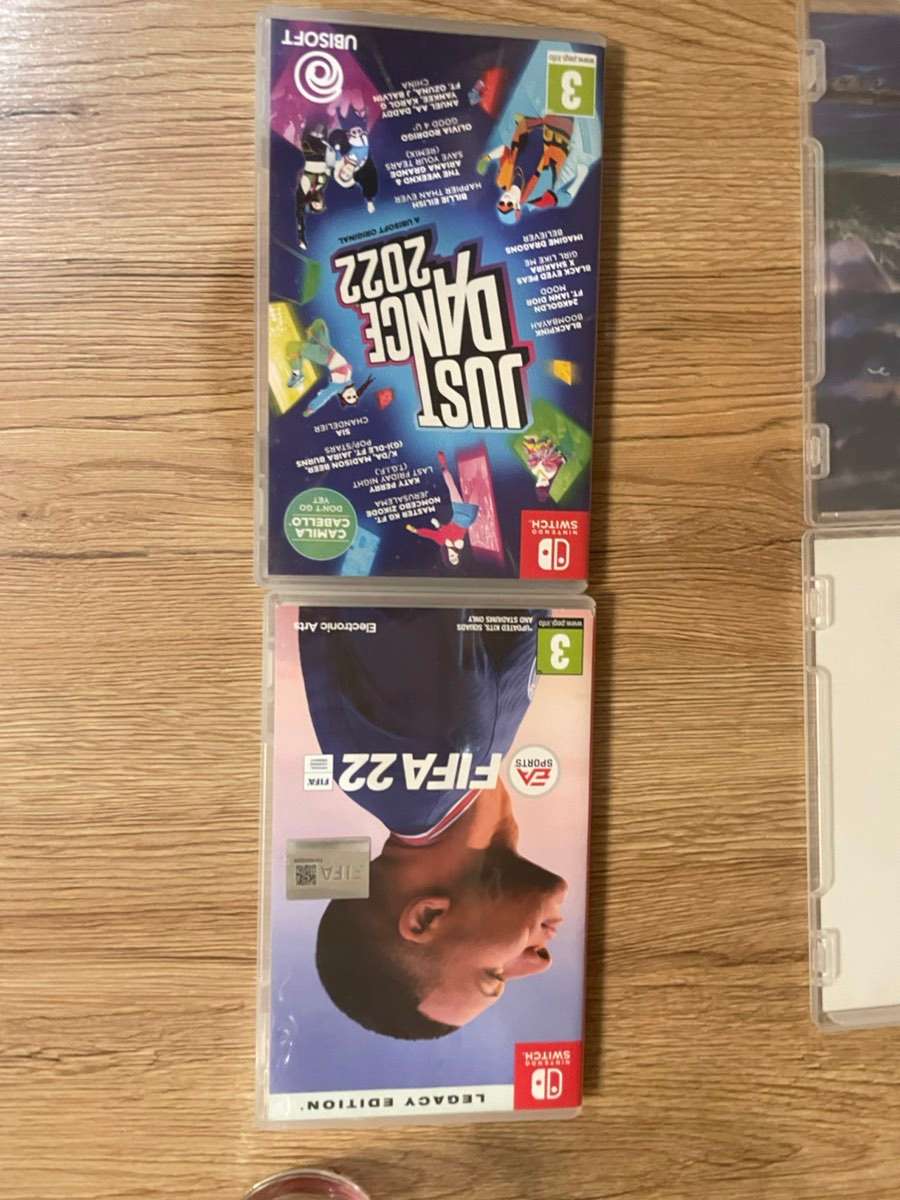 NINTENDO
SWITCH™
LEGACY EDITION*
FIFA
EA
SPORTS
FIFA 22
FIFA
3
www.pegi.info
*UPDATED KITS, SQUADS
AND STADIUMS ONLY
Electronic Arts
NINTENDO
SWITCH™
MASTER KG FT.
NOMCEBO ZIKODE
JERUSALEMA
KATY PERRY
LAST FRIDAY NIGHT
(T.G.I.F.)
K/DA, MADISON BEER,
(G)I-DLE FT. JAIRA BURNS
POP/STARS
SIA
CHANDELIER
CAMILA
CABELLO
DON'T GO
YET
JUST
DANCE
2022
A UBISOFT ORIGINAL
BLACKPINK
BOOMBAYAH
24KGOLDN
FT. IANN DIOR
MOOD
BLACK EYED PEAS
X SHAKIRA
GIRL LIKE ME
IMAGINE DRAGONS
BELIEVER
BILLIE EILISH
HAPPIER THAN EVER
THE WEEKND &
ARIANA GRANDE
SAVE YOUR TEARS
(REMIX)
OLIVIA RODRIGO
GOOD 4 U
ANUEL AA, DADDY
YANKEE, KAROL G
FT. OZUNA, J BALVIN
CHINA
3
www.pegi.info
UBISOFT